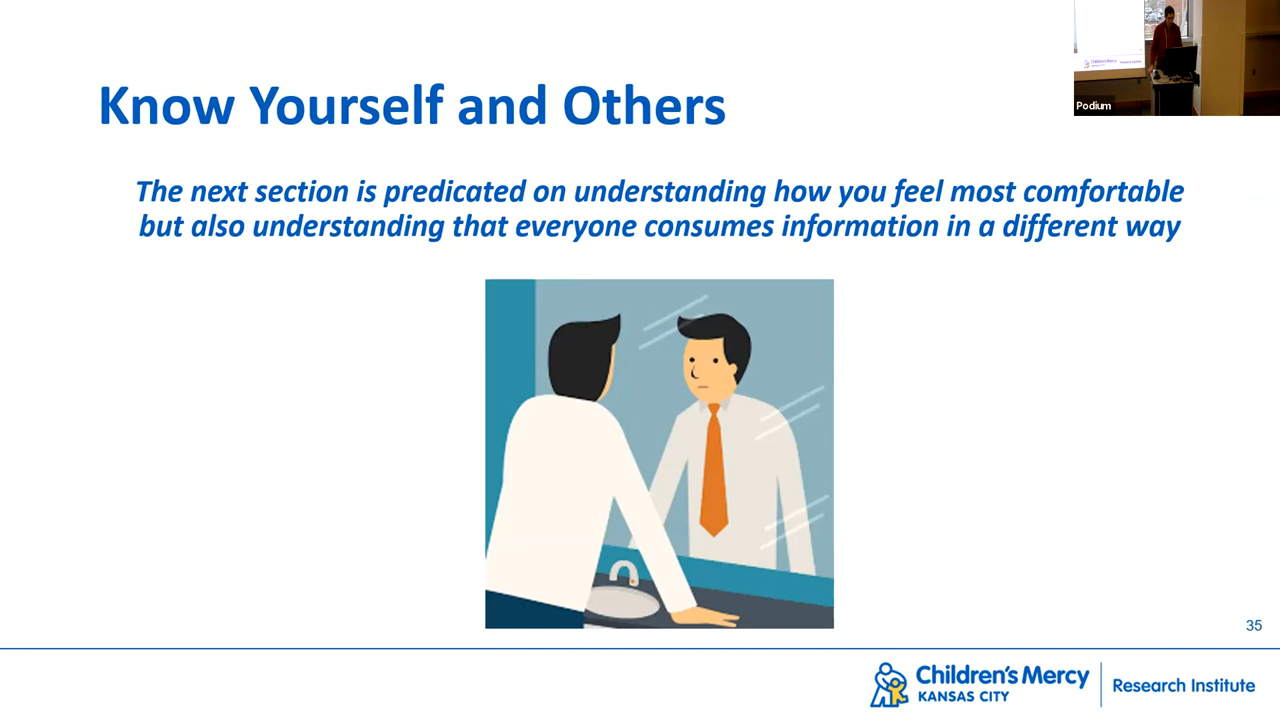 Know Yourself and Others
Podium
The next section is predicated on understanding how you feel most comfortable
but also understanding that everyone consumes information in a different way
35
Children's Mercy
KANSAS CITY
Research Institute